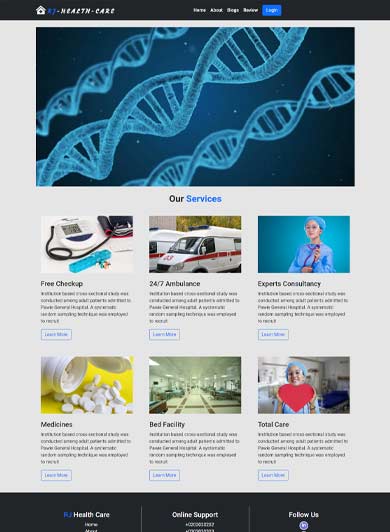 RJ-HEALTH-CARE
Home About Blogs Review Login
Our Services
Free Checkup
Institution based cross-sectional study was
conducted among adult patients admitted to
Pawie General Hospital. A systematic
random sampling technique was employed
to recruit
Learn More
24/7 Ambulance
Institution based cross-sectional study was
conducted among adult patients admitted to
Pawie General Hospital. A systematic
random sampling technique was employed
to recruit
Learn More
Experts Consultancy
Institution based cross-sectional study was
conducted among adult patients admitted to
Pawie General Hospital. A systematic
random sampling technique was employed
to recruit
Learn More
Medicines
Institution based cross-sectional study was
conducted among adult patients admitted to
Pawie General Hospital. A systematic
random sampling technique was employed
to recruit
Learn More
Bed Facility
Institution based cross-sectional study was
conducted among adult patients admitted to
Pawie General Hospital. A systematic
random sampling technique was employed
to recruit
Learn More
Total Care
Institution based cross-sectional study was
conducted among adult patients admitted to
Pawie General Hospital. A systematic
random sampling technique was employed
to recruit
Learn More
RJ Health Care
Home
About
Online Support
Follow Us
in